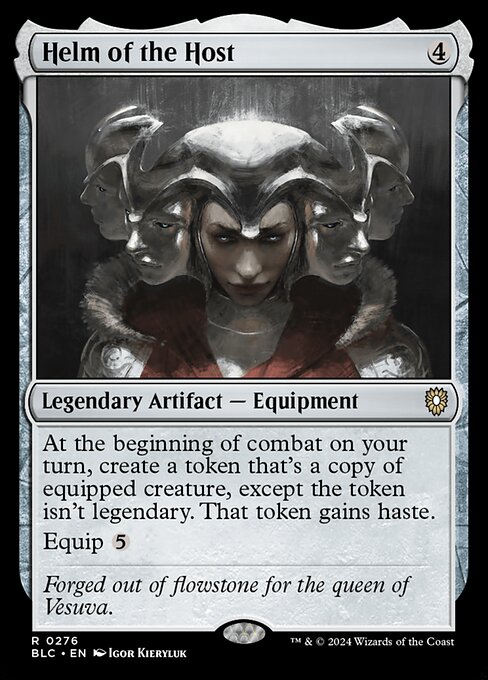 Helm of the Host 4
Legendary Artifact — Equipment
At the beginning of combat on your
turn, create a token that's a copy of
equipped creature, except the token
isn't legendary. That token gains haste.
Equip 5
Forged out of flowstone for the queen of
Vesuva.
R 0276
BLC • EN Igor Kieryluk
™ & © 2024 Wizards of the Coast